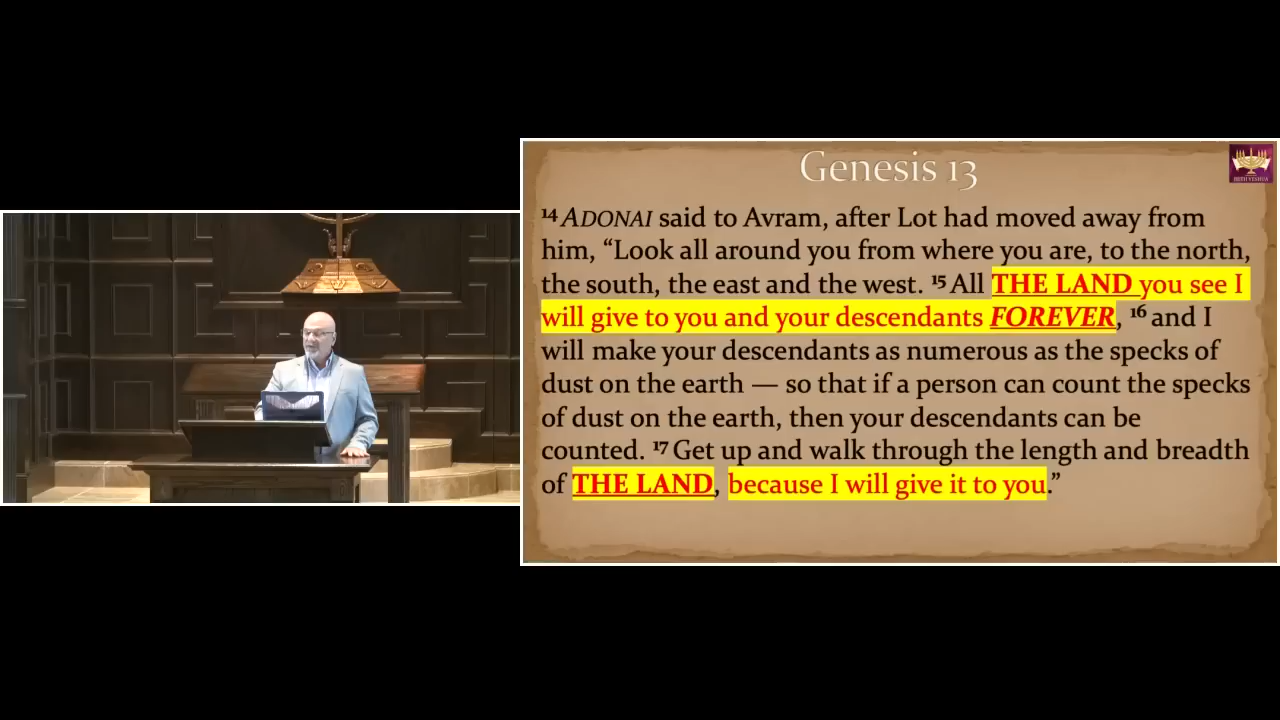 Genesis 13
BETH YESHUA
¹⁴ ADONAI said to Avram, after Lot had moved away from
him, “Look all around you from where you are, to the north,
the south, the east and the west. ¹⁵ All THE LAND you see I
will give to you and your descendants FOREVER, ¹⁶ and I
will make your descendants as numerous as the specks of
dust on the earth — so that if a person can count the specks
of dust on the earth, then your descendants can be
counted. ¹⁷ Get up and walk through the length and breadth
of THE LAND, because I will give it to you.”